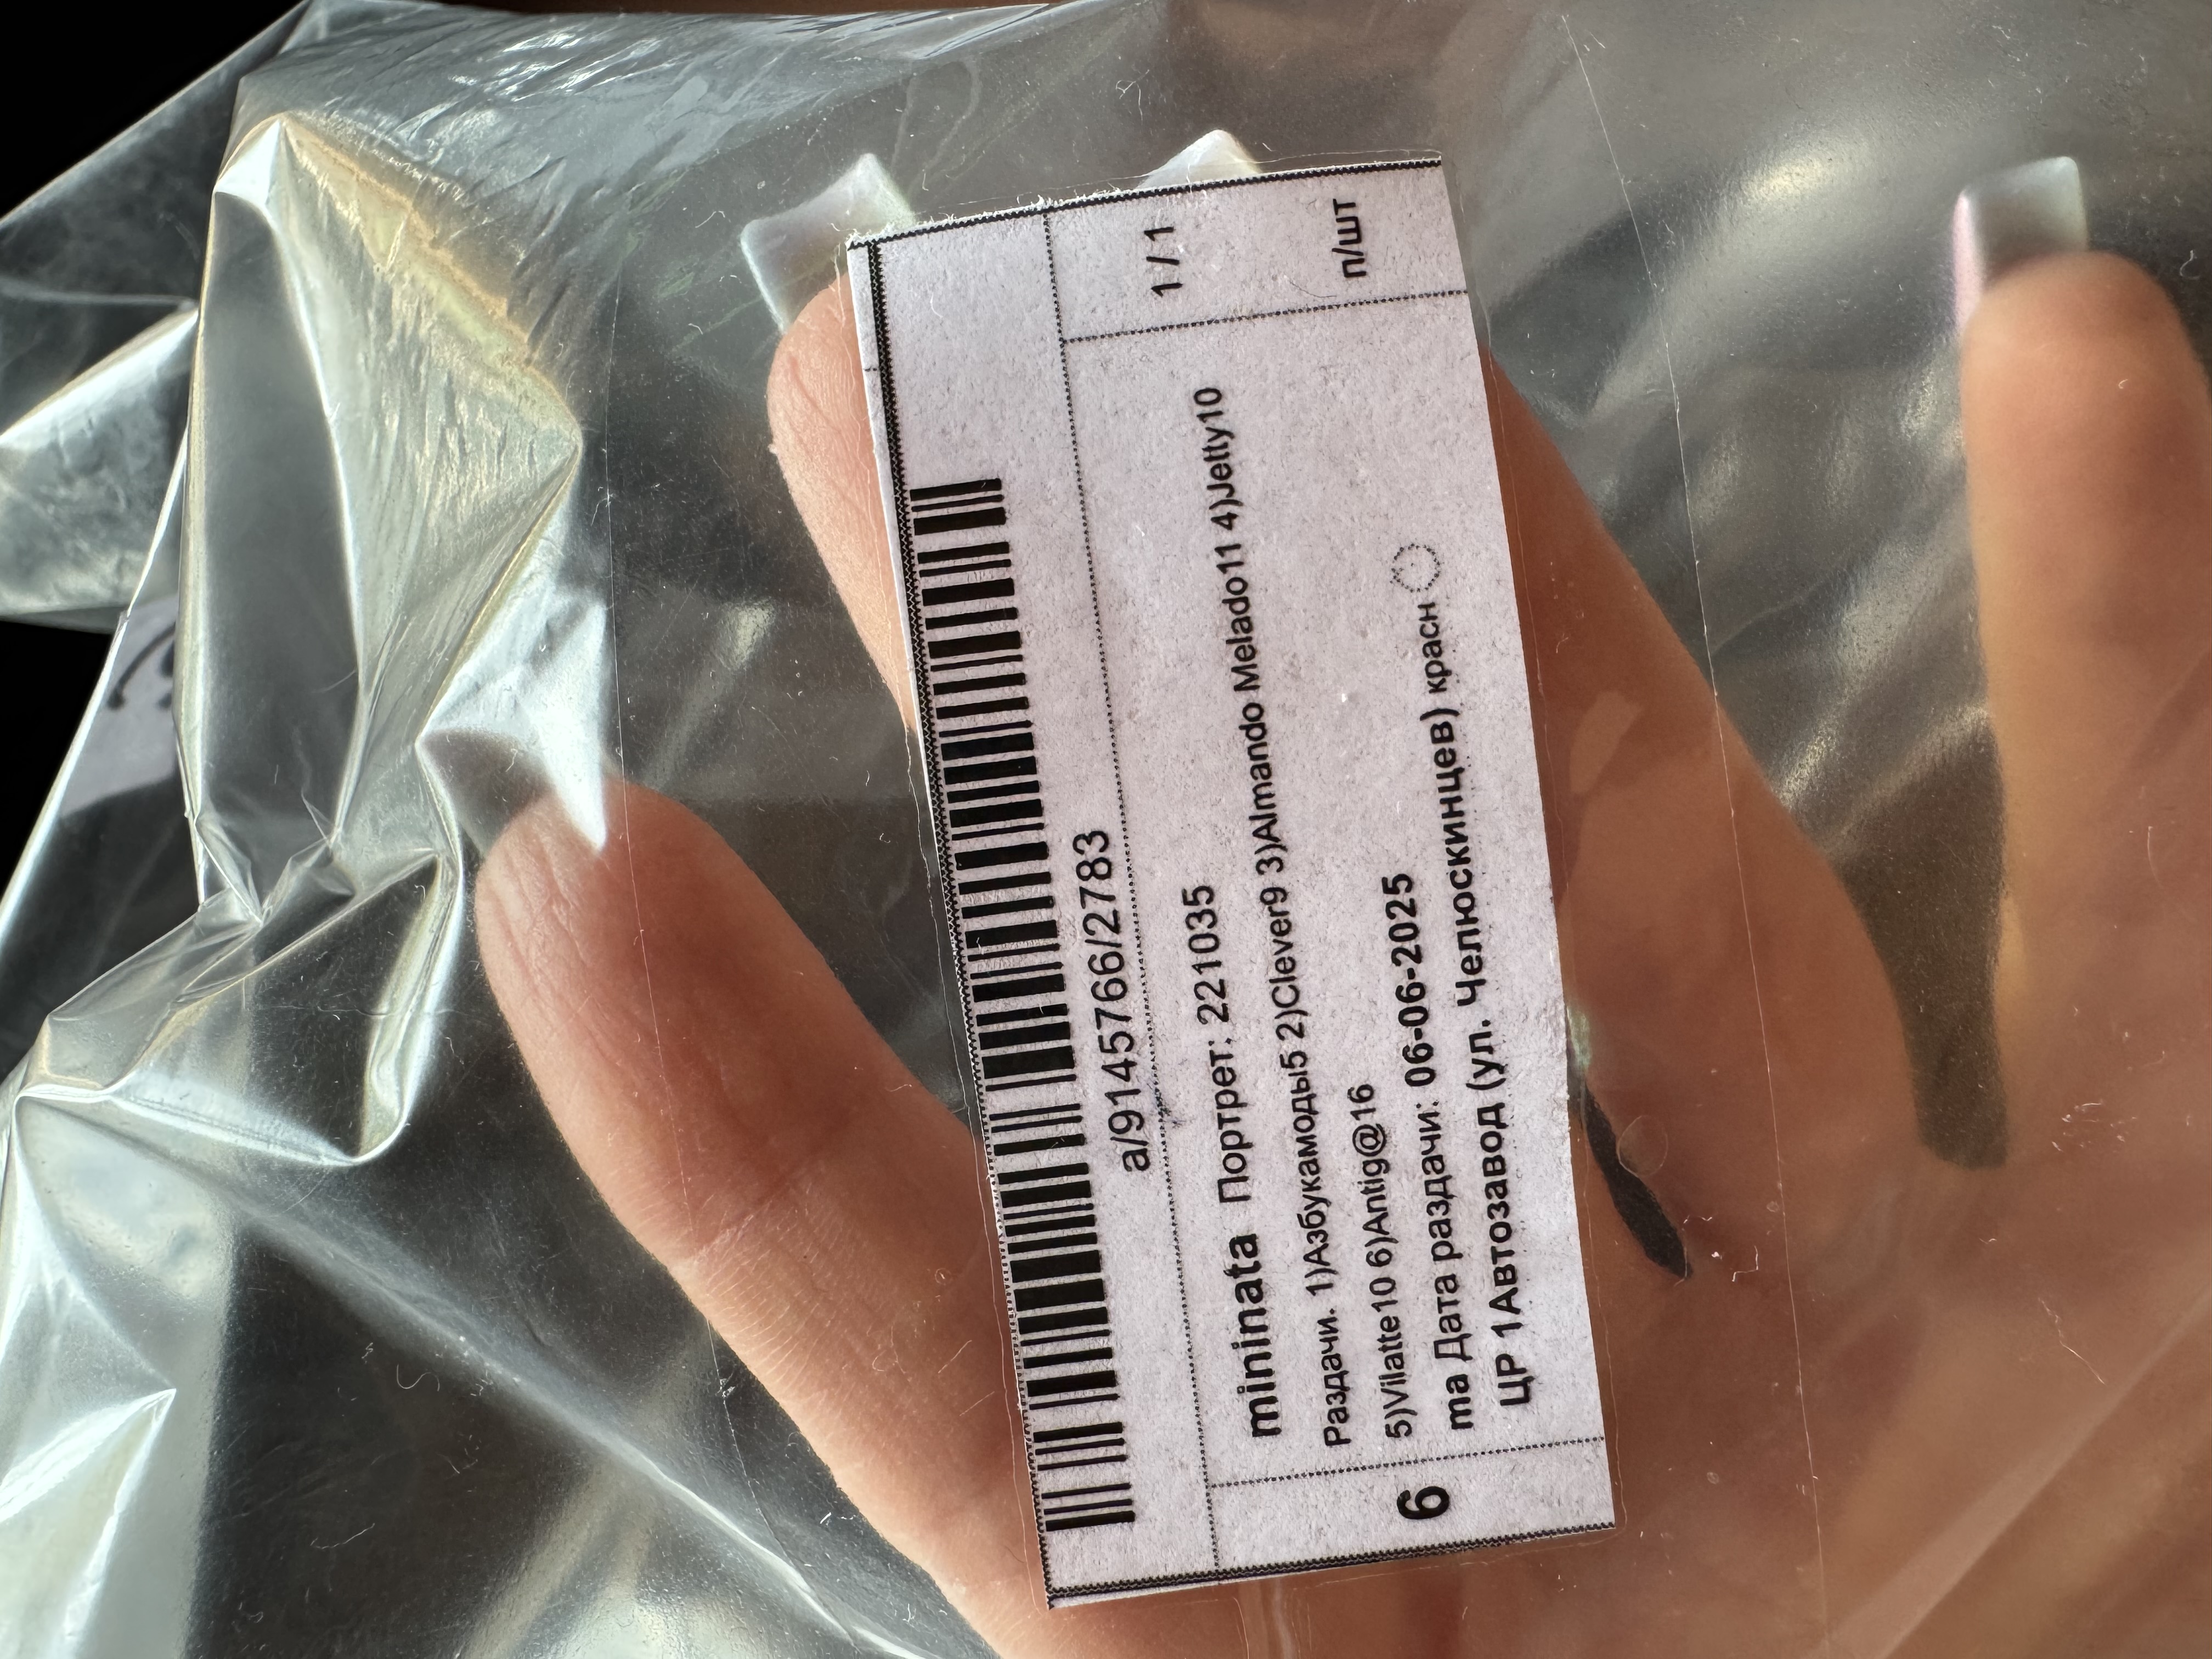 a/9145766/2783
mininata Портрет: 221035
Раздачи. 1)Азбукамоды5 2)Clever9 3)Almando Melado11 4)Jetty10
5)Vilatte10 6)Antig@16
ma Дата раздачи: 06-06-2025
ЦР 1Автозавод (ул. Челюскинцев) красн
6
1 / 1
п/шт